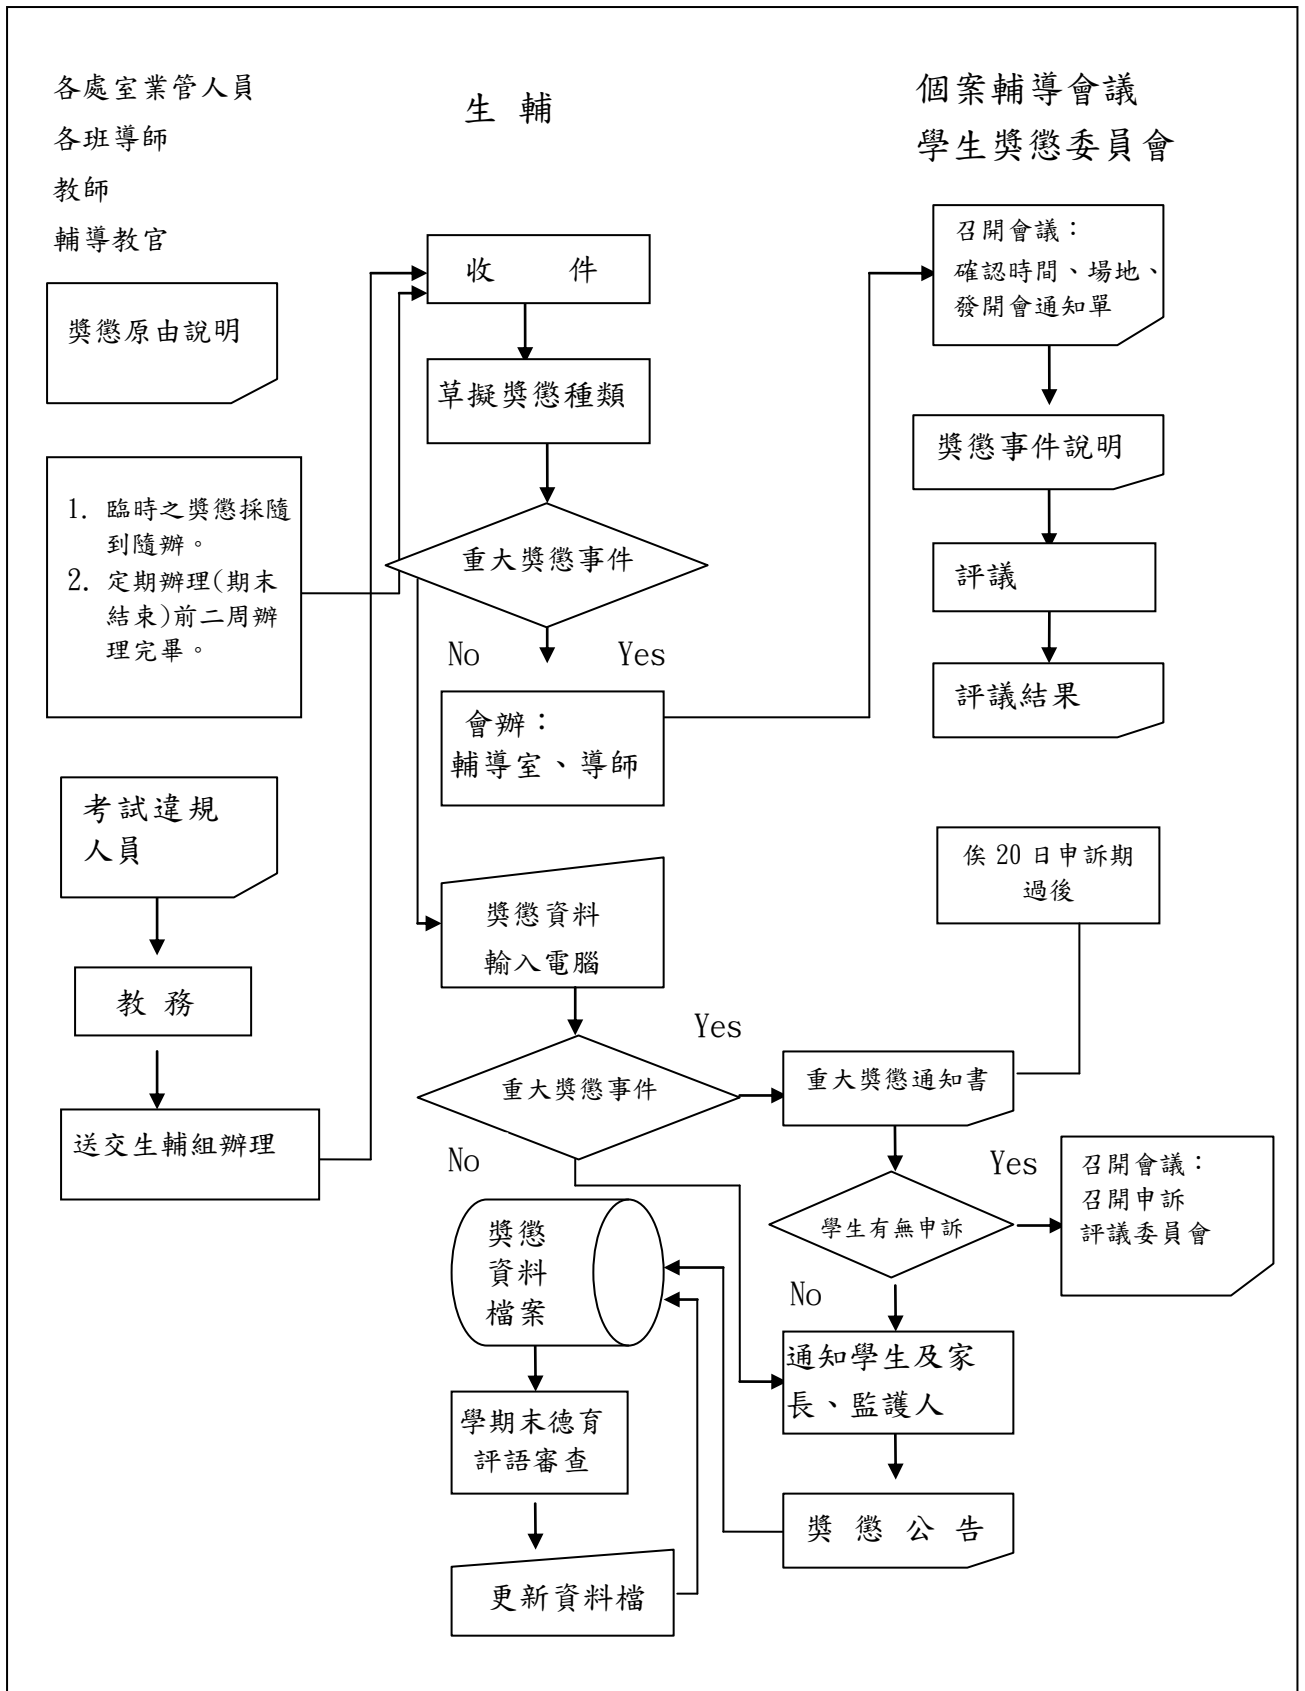 各處室業管人員
各班導師
教師
輔導教官
獎懲原由說明
1. 臨時之獎懲採隨
到隨辦。
2. 定期辦理(期末
結束)前二周辦
理完畢。
考試違規
人員
教 務
送交生輔組辦理
生 輔
收 件
草擬獎懲種類
重大獎懲事件
No
Yes
會辦：
輔導室、導師
獎懲資料
輸入電腦
重大獎懲事件
Yes
No
獎懲
資料
檔案
學期末德育
評語審查
更新資料檔
個案輔導會議
學生獎懲委員會
召開會議：
確認時間、場地、
發開會通知單
獎懲事件說明
評議
評議結果
俟 20 日申訴期
過後
重大獎懲通知書
學生有無申訴
Yes
No
召開會議：
召開申訴
評議委員會
通知學生及家
長、監護人
獎 懲 公 告